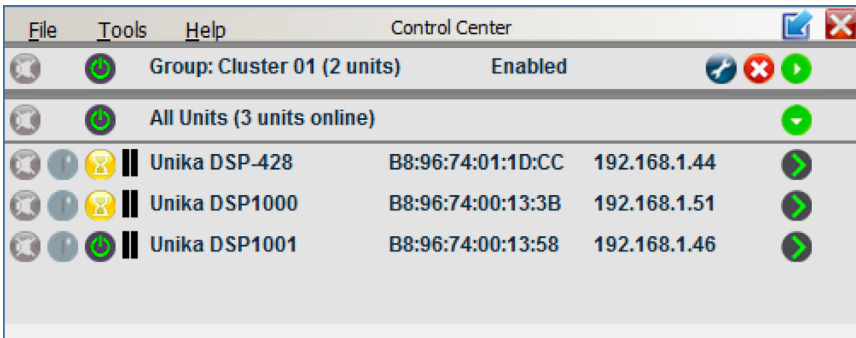 File Tools Help Control Center
Group: Cluster 01 (2 units) Enabled
All Units (3 units online)
Unika DSP-428 B8:96:74:01:1D:CC 192.168.1.44
Unika DSP1000 B8:96:74:00:13:3B 192.168.1.51
Unika DSP1001 B8:96:74:00:13:58 192.168.1.46